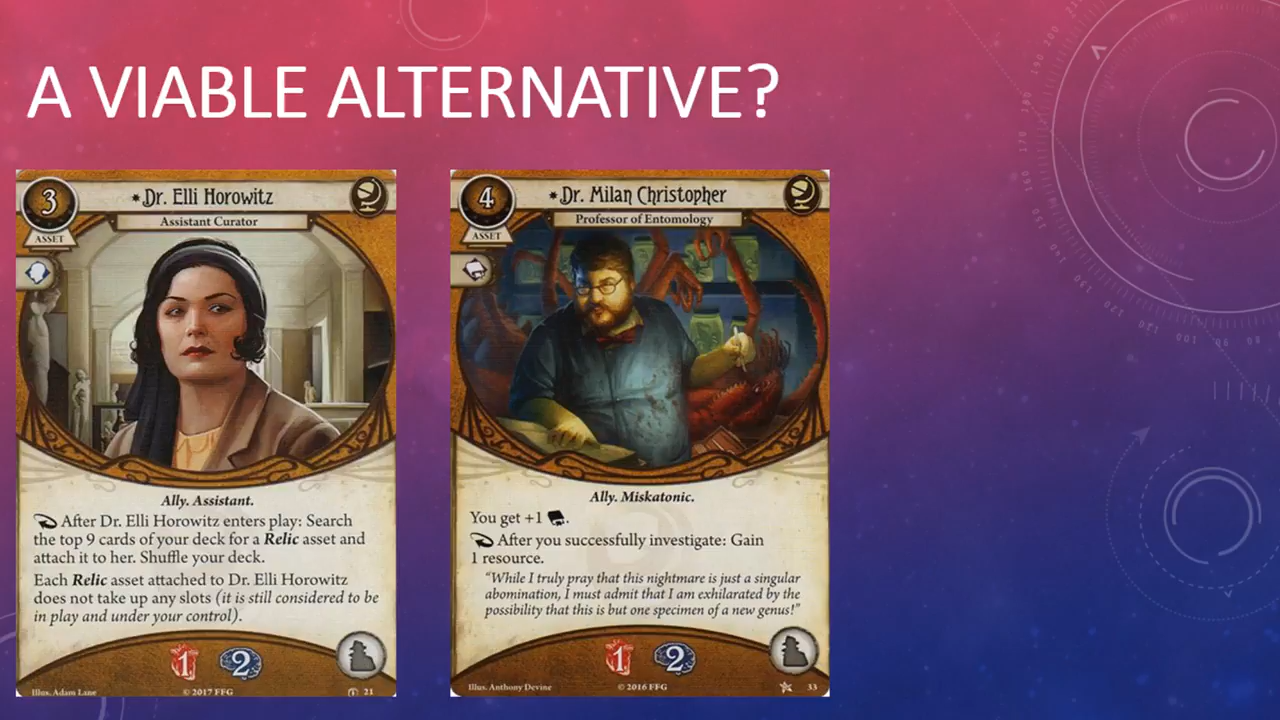 A VIABLE ALTERNATIVE?
3
Dr. Elli Horowitz
ASSET
Assistant Curator
Ally. Assistant.
After Dr. Elli Horowitz enters play: Search
the top 9 cards of your deck for a Relic asset and
attach it to her. Shuffle your deck.
Each Relic asset attached to Dr. Elli Horowitz
does not take up any slots (it is still considered to be
in play and under your control).
1
2
Illus. Adam Lane
© 2017 FFG
21
4
Dr. Milan Christopher
ASSET
Professor of Entomology
Ally. Miskatonic.
You get +1 .
After you successfully investigate: Gain
1 resource.
"While I truly pray that this nightmare is just a singular
abomination, I must admit that I am exhilarated by the
possibility that this is but one specimen of a new genus!"
1
2
Illus. Anthony Devine
© 2016 FFG
33